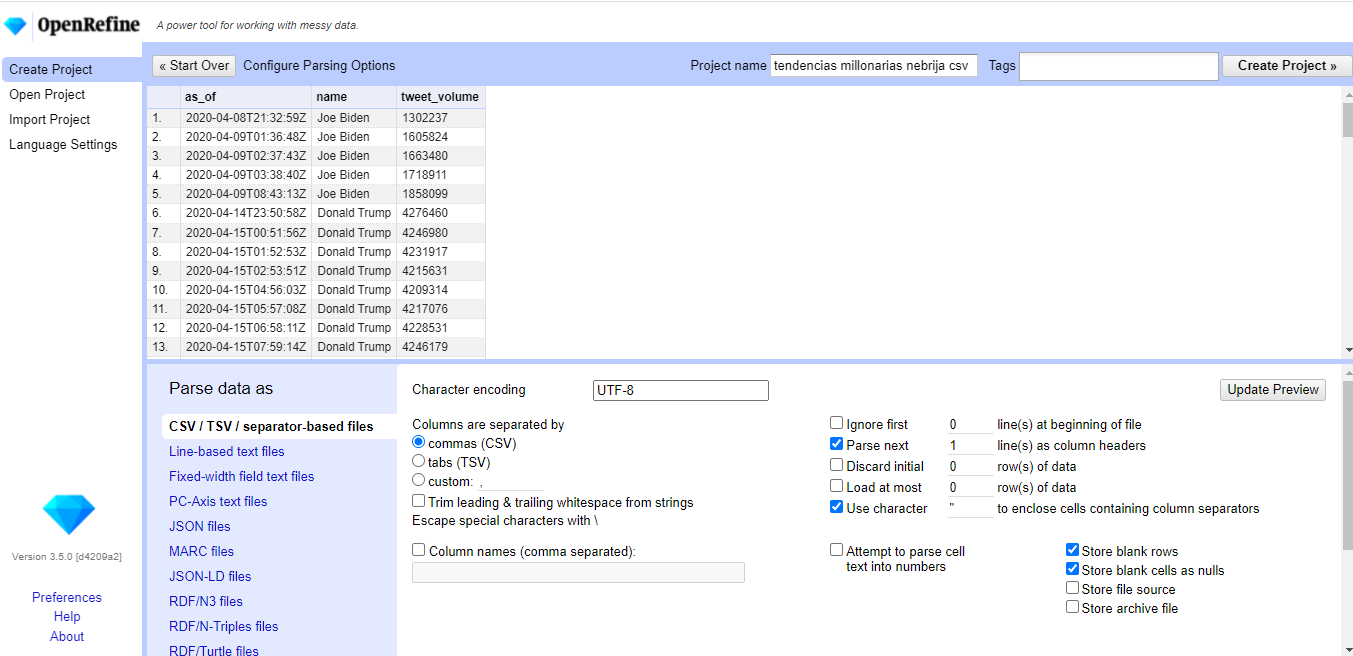 OpenRefine A power tool for working with messy data.
Create Project
Open Project
Import Project
Language Settings
« Start Over Configure Parsing Options Project name tendencias millonarias nebrija csv Tags Create Project »
as_of name tweet_volume
1. 2020-04-08T21:32:59Z Joe Biden 1302237
2. 2020-04-09T01:36:48Z Joe Biden 1605824
3. 2020-04-09T02:37:43Z Joe Biden 1663480
4. 2020-04-09T03:38:40Z Joe Biden 1718911
5. 2020-04-09T08:43:13Z Joe Biden 1858099
6. 2020-04-14T23:50:58Z Donald Trump 4276460
7. 2020-04-15T00:51:56Z Donald Trump 4246980
8. 2020-04-15T01:52:53Z Donald Trump 4231917
9. 2020-04-15T02:53:51Z Donald Trump 4215631
10. 2020-04-15T04:56:03Z Donald Trump 4209314
11. 2020-04-15T05:57:08Z Donald Trump 4217076
12. 2020-04-15T06:58:11Z Donald Trump 4228531
13. 2020-04-15T07:59:14Z Donald Trump 4246179
Parse data as
CSV / TSV / separator-based files
Line-based text files
Fixed-width field text files
PC-Axis text files
JSON files
MARC files
JSON-LD files
RDF/N3 files
RDF/N-Triples files
RDF/Turtle files
Character encoding UTF-8 Update Preview
Columns are separated by
commas (CSV)
tabs (TSV)
custom: ,
Trim leading & trailing whitespace from strings
Escape special characters with \
Column names (comma separated):
Ignore first 0 line(s) at beginning of file
Parse next 1 line(s) as column headers
Discard initial 0 row(s) of data
Load at most 0 row(s) of data
Use character " to enclose cells containing column separators
Attempt to parse cell
text into numbers
Store blank rows
Store blank cells as nulls
Store file source
Store archive file
Version 3.5.0 [d4209a2]
Preferences
Help
About